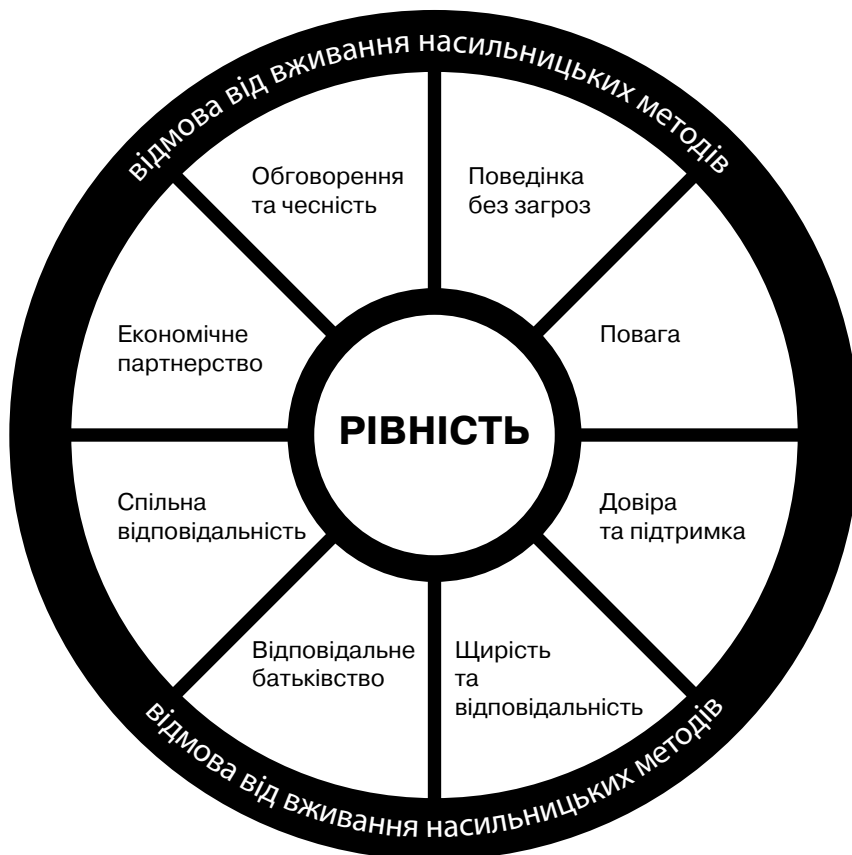 відмова від вживання насильницьких методів
Обговорення
та чесність
Поведінка
без загроз
Економічне
партнерство
Повага
РІВНІСТЬ
Спільна
відповідальність
Довіра
та підтримка
Відповідальне
батьківство
Щирість
та
відповідальність
відмова від вживання насильницьких методів